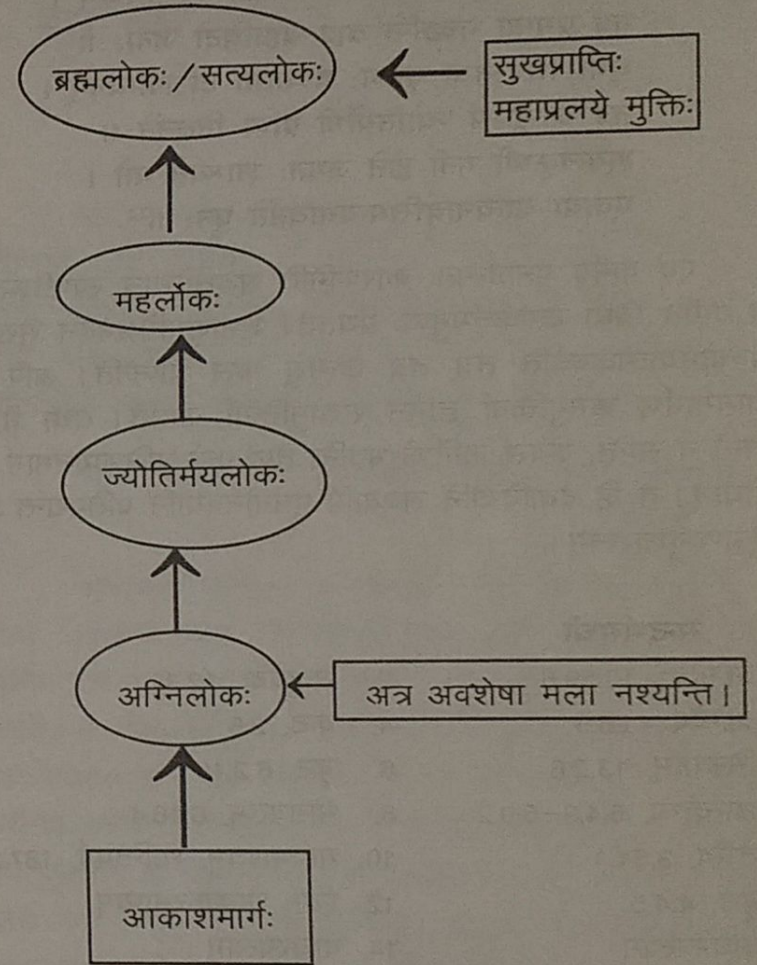 ब्रह्मलोकः / सत्यलोकः
सुखप्राप्तिः
महाप्रलये मुक्तिः
महर्लोकः
ज्योतिर्मयलोकः
अग्निलोकः
अत्र अवशेषा मला नश्यन्ति।
आकाशमार्गः